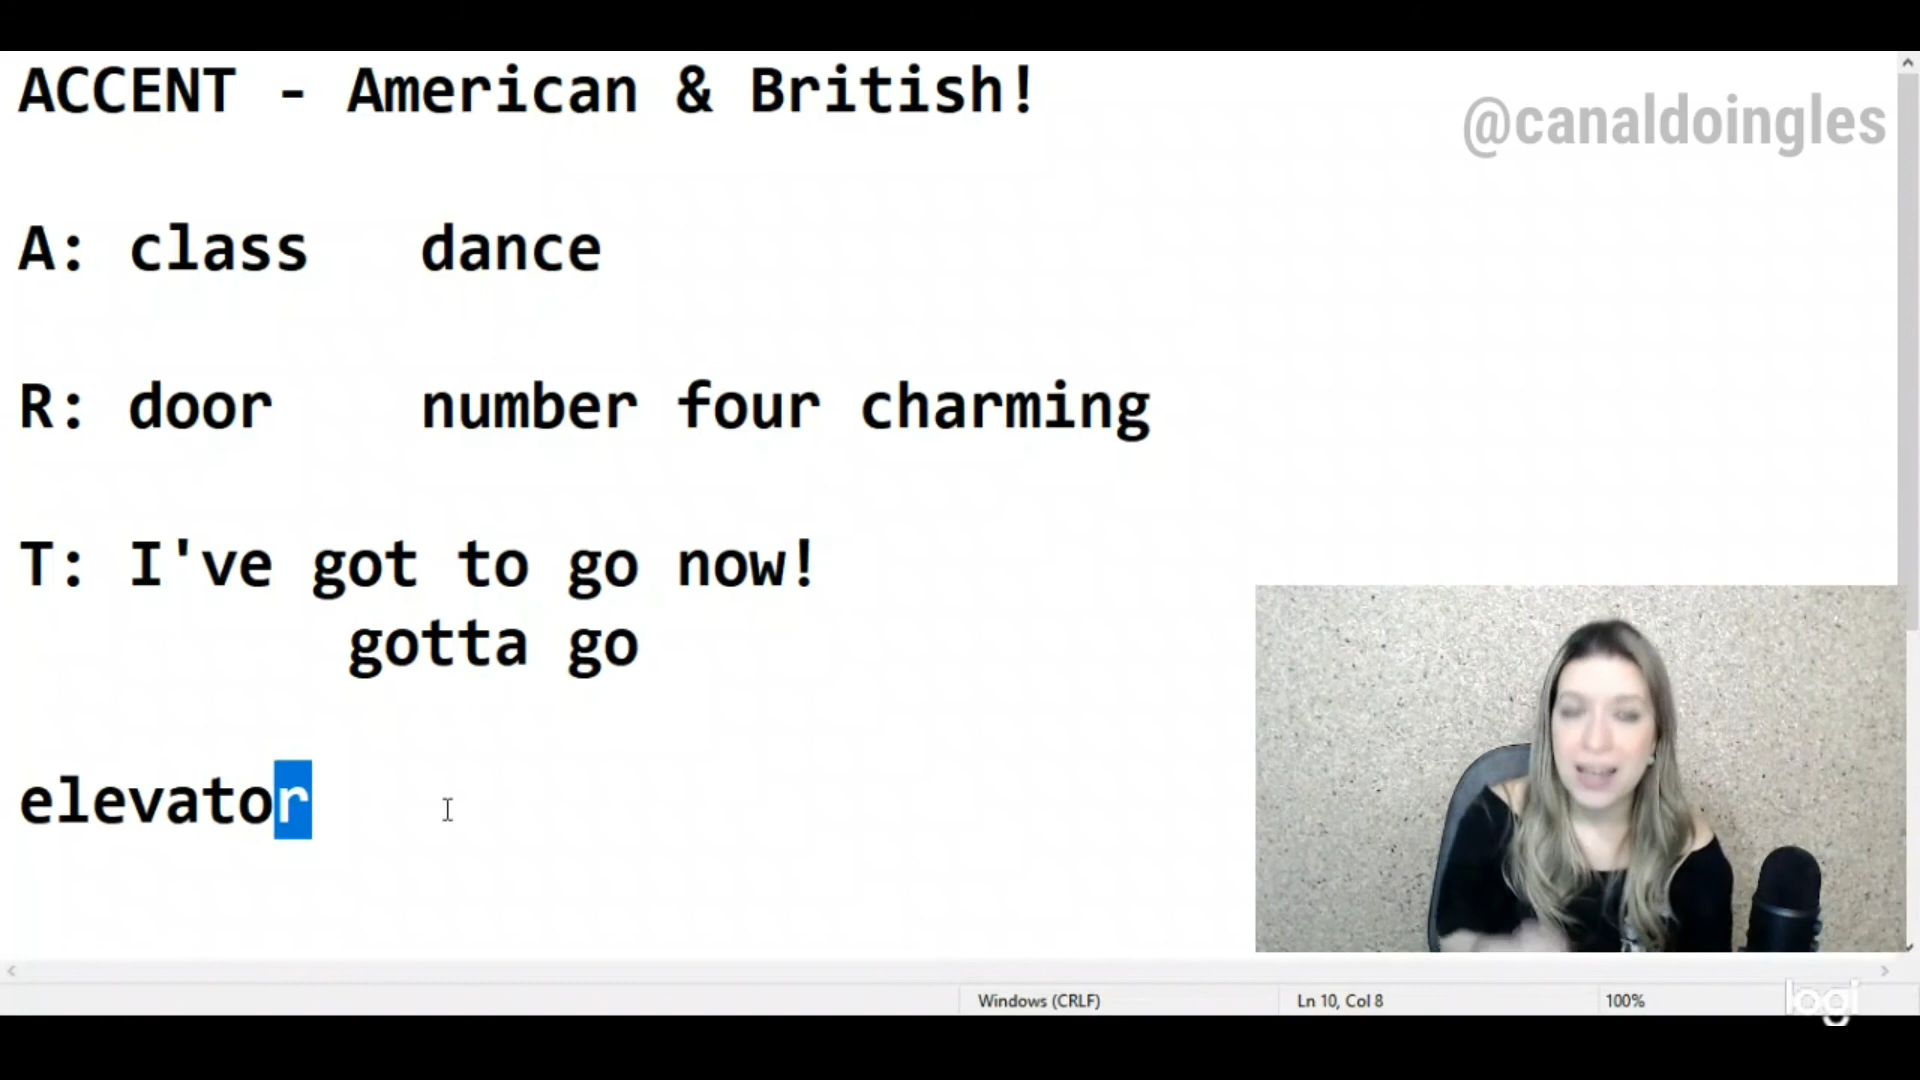 ACCENT - American & British!
@canaldoingles
A: class dance
R: door number four charming
T: I've got to go now!
gotta go
elevator
Windows (CRLF) Ln 10, Col 8 100%
logi